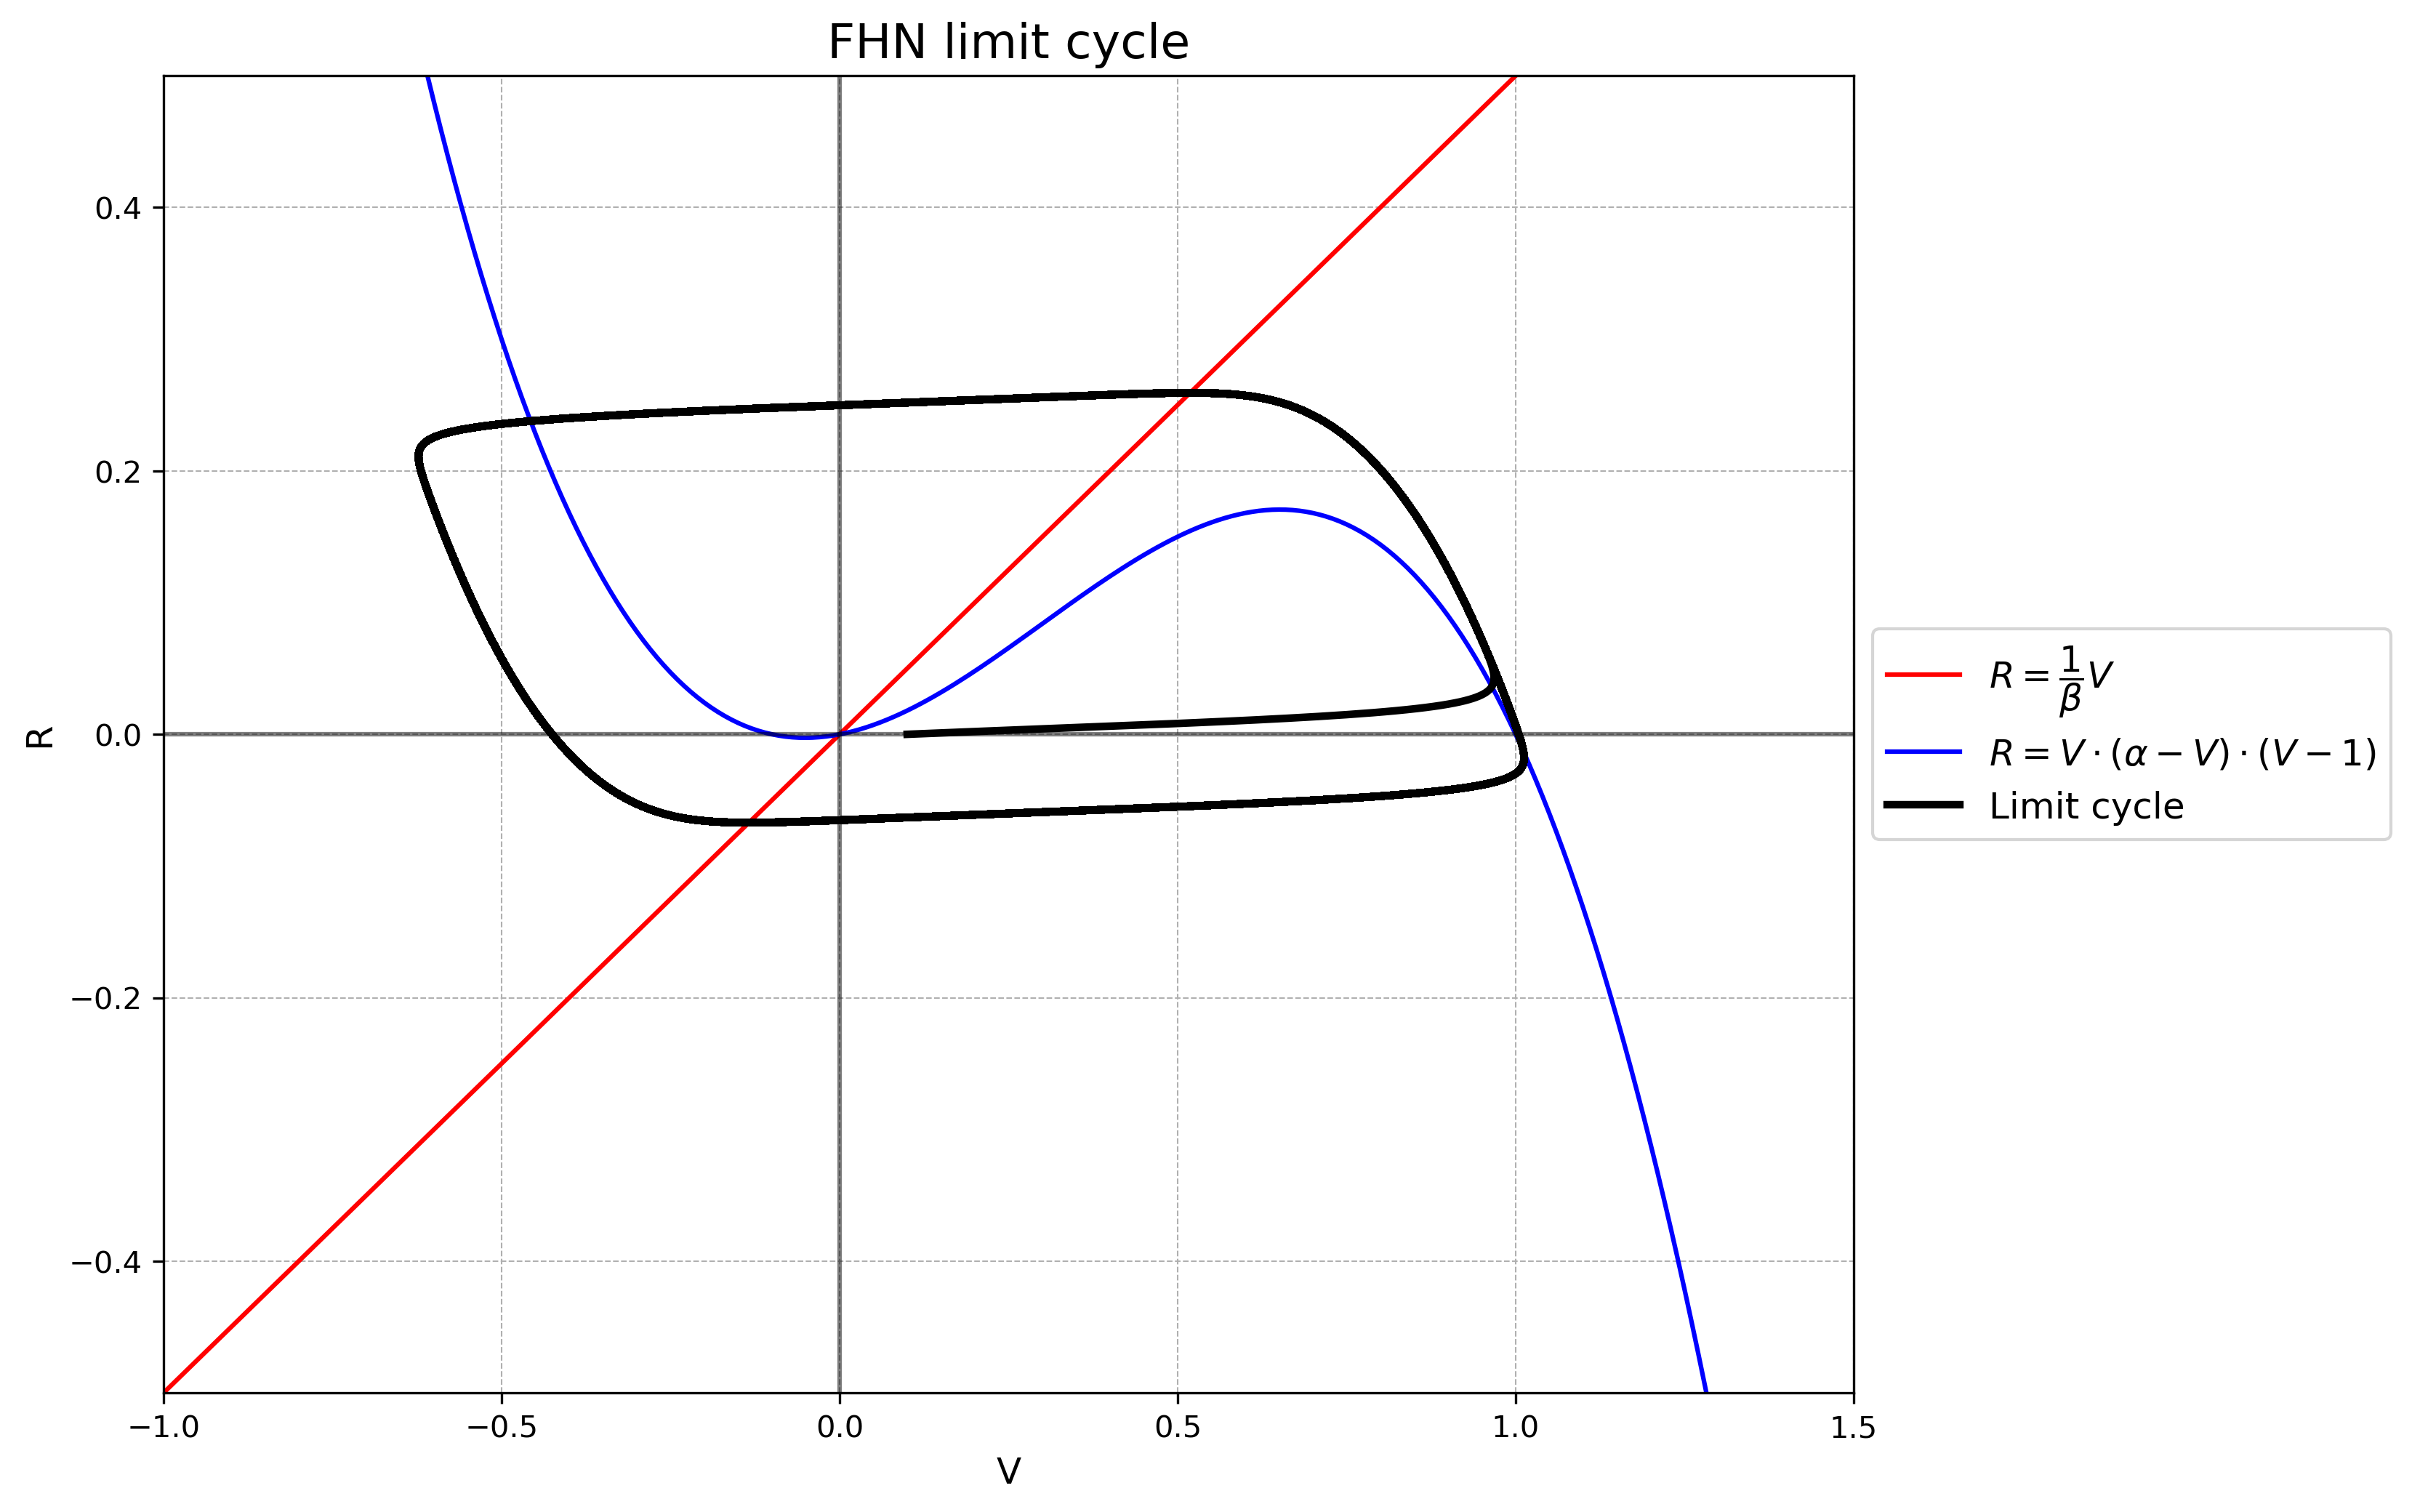 FHN limit cycle
R
0.4
0.2
0.0
−0.2
−0.4
−1.0 −0.5 0.0 0.5 1.0 1.5
V
R = 1/β V
R = V · (α − V) · (V − 1)
Limit cycle